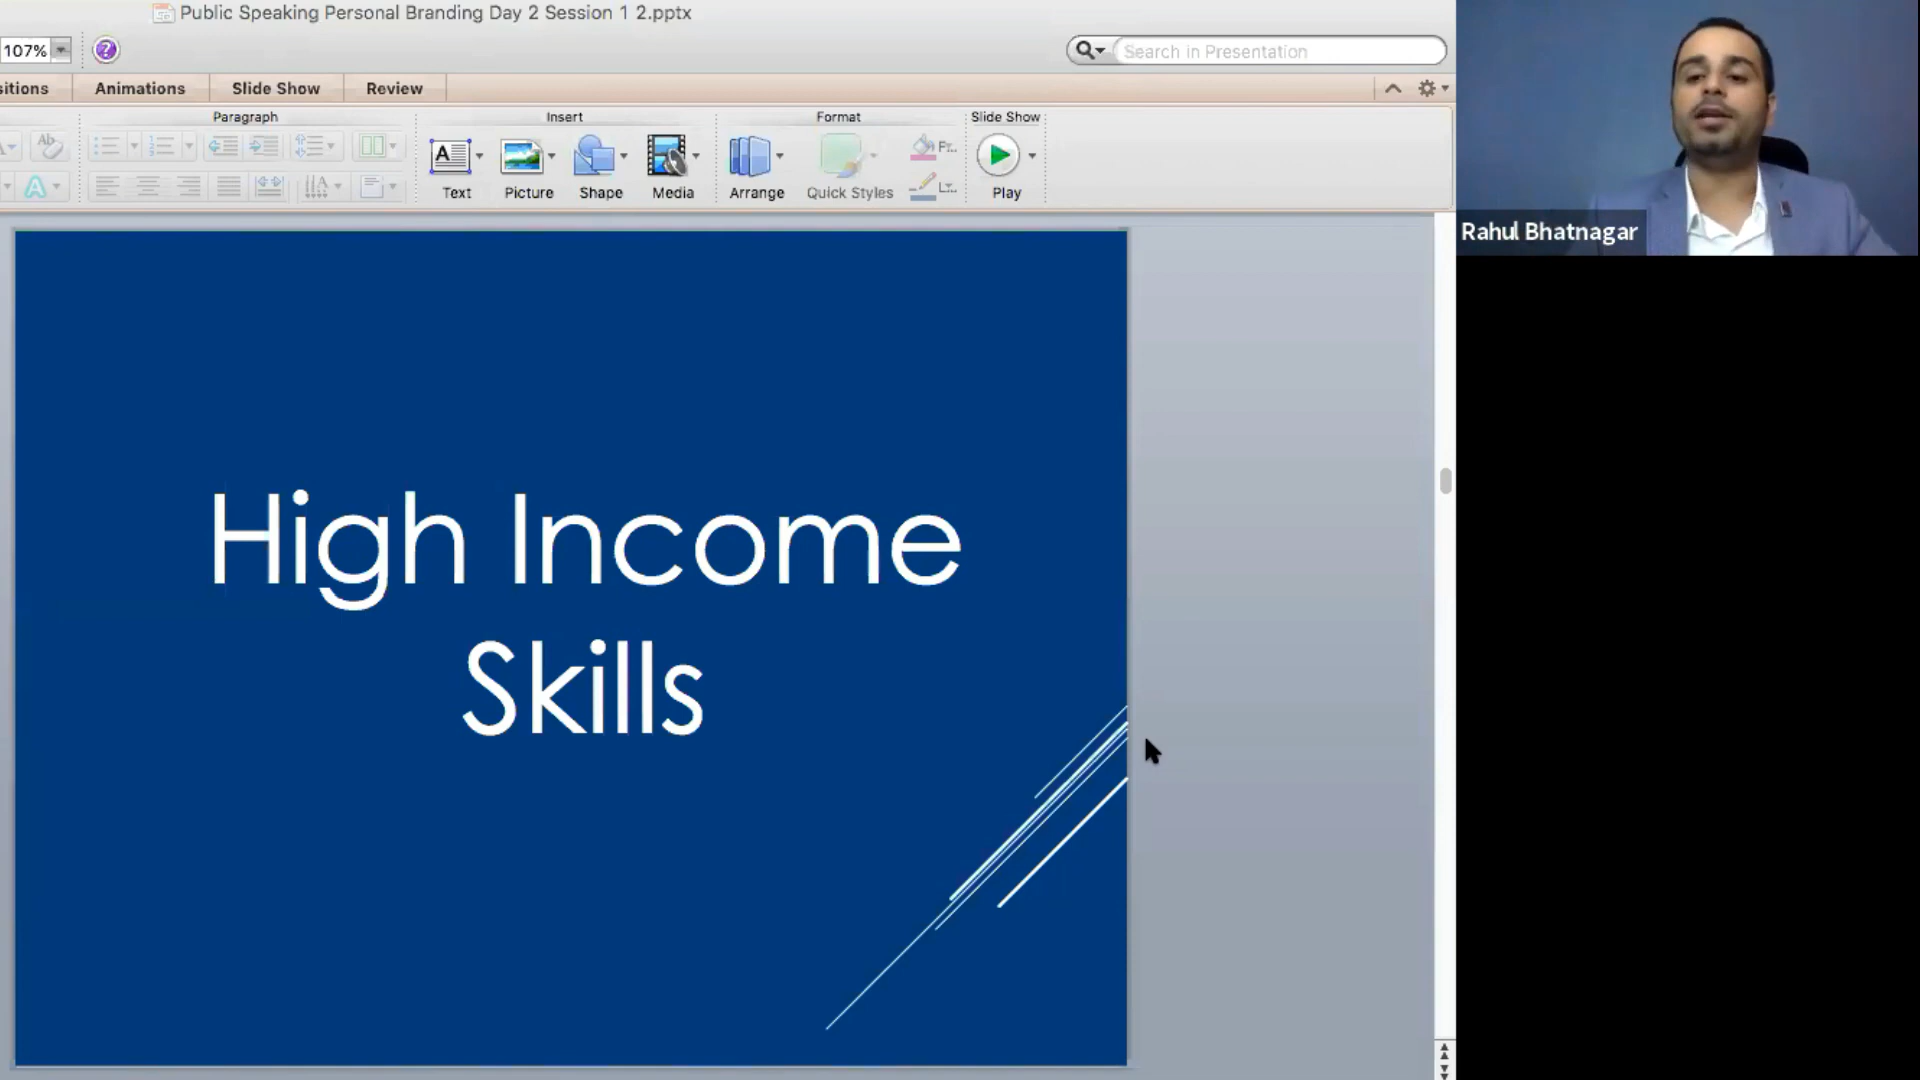 Public Speaking Personal Branding Day 2 Session 1 2.pptx
107%
?
Search in Presentation
sitions
Animations
Slide Show
Review
Paragraph
Insert
Format
Slide Show
Text
Picture
Shape
Media
Arrange
Quick Styles
Play
Rahul Bhatnagar
High Income
Skills